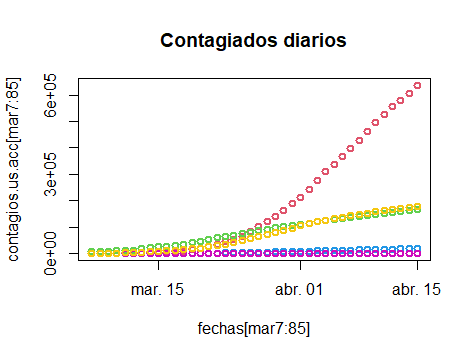 Contagiados diarios
contagios.us.acc[mar7:85]
6e+05
3e+05
0e+00
mar. 15
abr. 01
abr. 15
fechas[mar7:85]